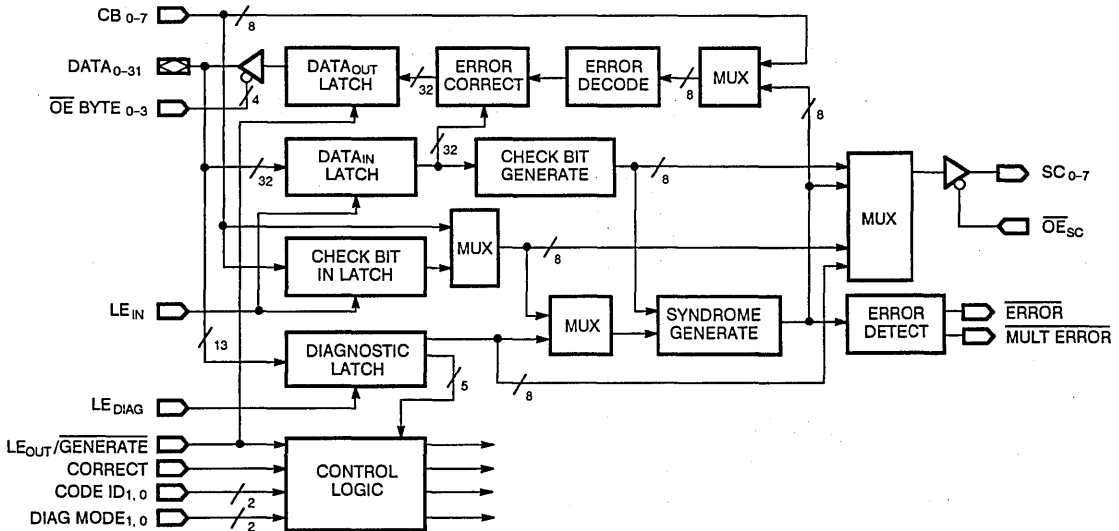 CB 0–7
8
DATA0–31
DATAOUT
LATCH
32
ERROR
CORRECT
ERROR
DECODE
8
MUX
OE BYTE 0–3
4
8
32
DATAIN
LATCH
32
CHECK BIT
GENERATE
8
MUX
SC0–7
OESC
MUX
8
CHECK BIT
IN LATCH
LEIN
MUX
SYNDROME
GENERATE
ERROR
DETECT
ERROR
MULT ERROR
13
DIAGNOSTIC
LATCH
5
8
LEDIAG
LEOUT/GENERATE
CORRECT
CODE ID1, 0
2
DIAG MODE1, 0
2
CONTROL
LOGIC